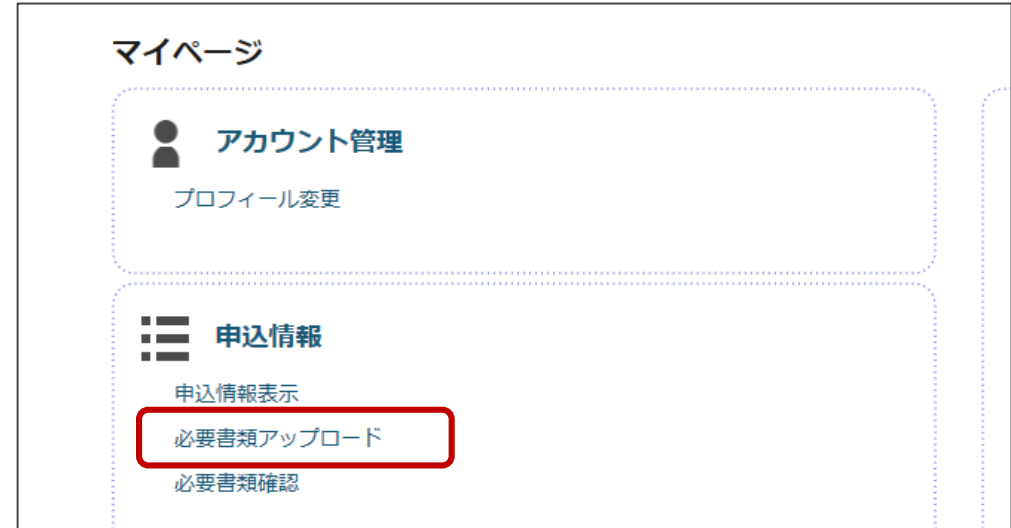 マイページ
アカウント管理
プロフィール変更
申込情報
申込情報表示
必要書類アップロード
必要書類確認